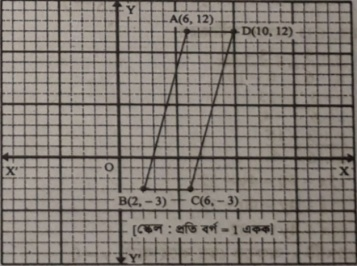 Y
A(6, 12)
D(10, 12)
X'
O
X
B(2, – 3)
C(6, – 3)
[স্কেল : প্রতি বর্গ = 1 একক]
Y'